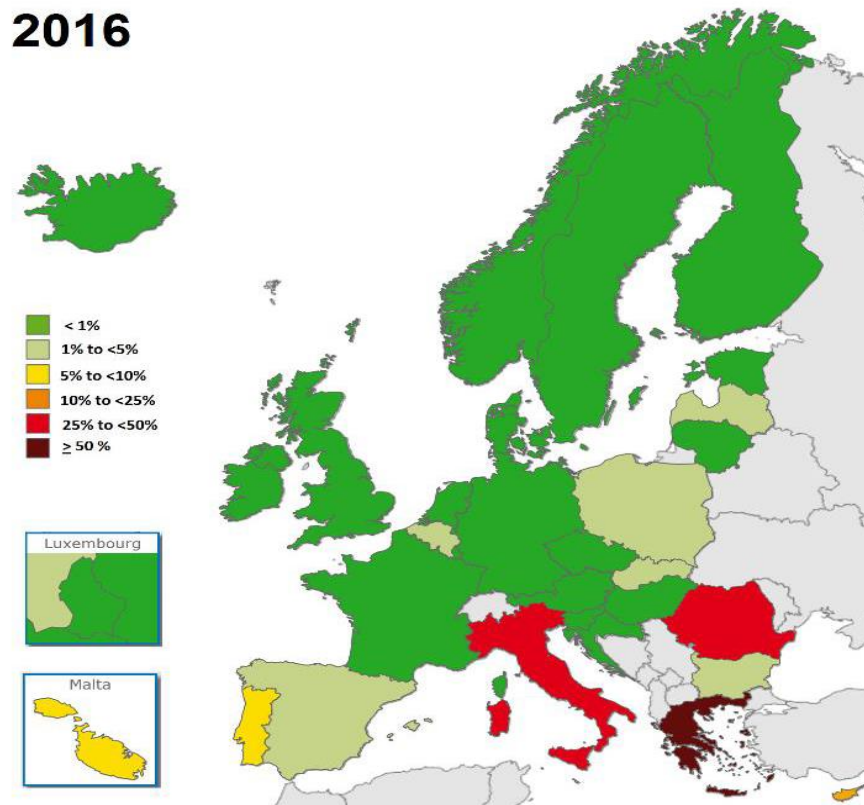 2016
< 1%
1% to <5%
5% to <10%
10% to <25%
25% to <50%
≥ 50 %
Luxembourg
Malta